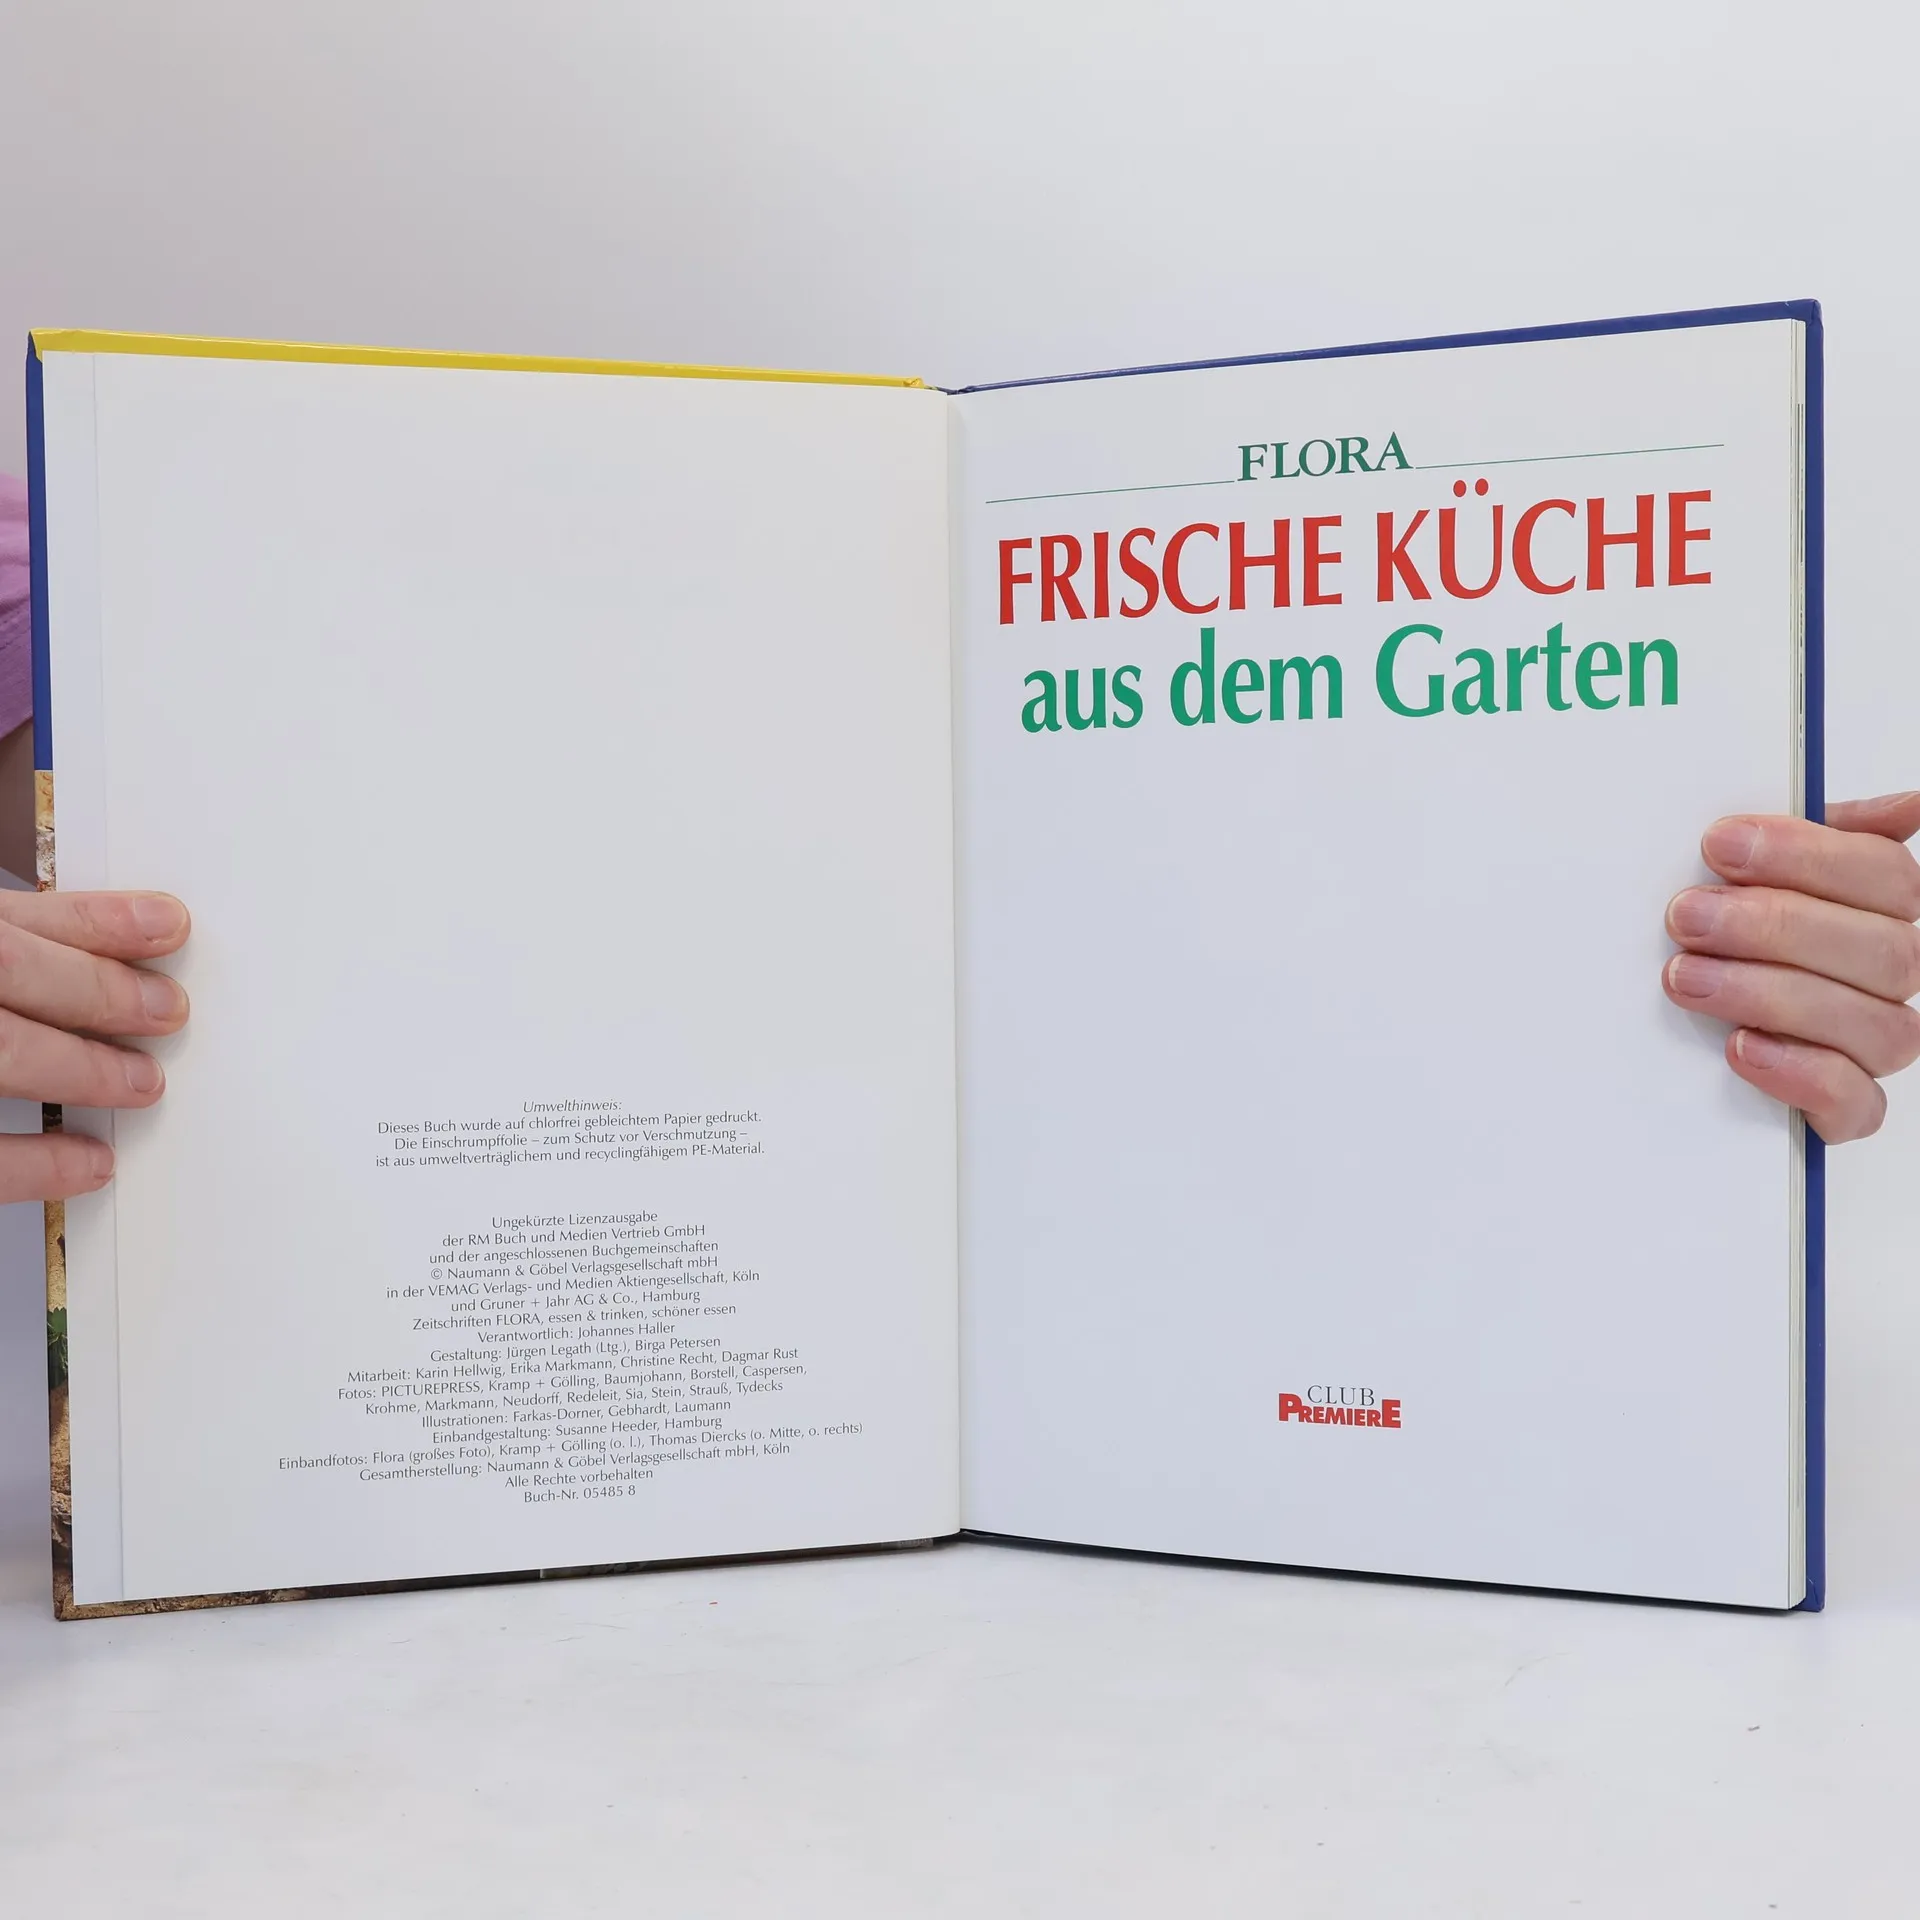 Umwelthinweis:
Dieses Buch wurde auf chlorfrei gebleichtem Papier gedruckt.
Die Einschrumpffolie – zum Schutz vor Verschmutzung –
ist aus umweltverträglichem und recyclingfähigem PE-Material.
Ungekürzte Lizenzausgabe
der RM Buch und Medien Vertrieb GmbH
und der angeschlossenen Buchgemeinschaften
© Naumann & Göbel Verlagsgesellschaft mbH
in der VEMAG Verlags- und Medien Aktiengesellschaft, Köln
und Gruner + Jahr AG & Co., Hamburg
Zeitschriften FLORA, essen & trinken, schöner essen
Verantwortlich: Johannes Haller
Gestaltung: Jürgen Legath (Ltg.), Birga Petersen
Mitarbeit: Karin Hellwig, Erika Markmann, Christine Recht, Dagmar Rust
Fotos: PICTUREPRESS, Kramp + Gölling, Baumjohann, Borstell, Caspersen,
Krohme, Markmann, Neudorff, Redeleit, Sia, Stein, Strauß, Tydecks
Illustrationen: Farkas-Dorner, Gebhardt, Laumann
Einbandgestaltung: Susanne Heeder, Hamburg
Einbandfotos: Flora (großes Foto), Kramp + Gölling (o. l.), Thomas Diercks (o. Mitte, o. rechts)
Gesamtherstellung: Naumann & Göbel Verlagsgesellschaft mbH, Köln
Alle Rechte vorbehalten
Buch-Nr. 05485 8
FLORA
FRISCHE KÜCHE
aus dem Garten
CLUB
PREMIERE